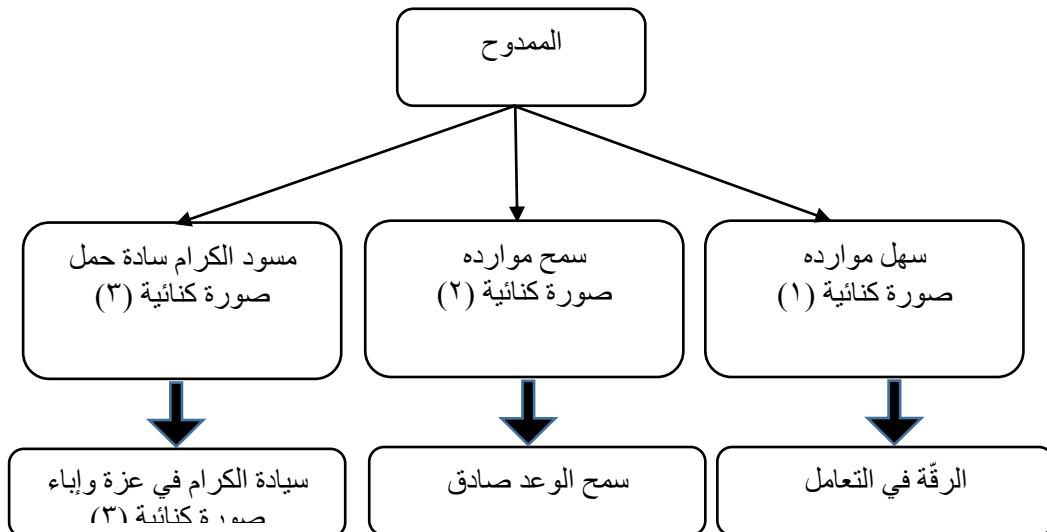 الممدوح
سهل موارده
صورة كنائية (١)
سمح موارده
صورة كنائية (٢)
مسود الكرام سادة حمل
صورة كنائية (٣)
الرقّة في التعامل
سمح الوعد صادق
سيادة الكرام في عزة وإباء
صورة كنائية (٣)